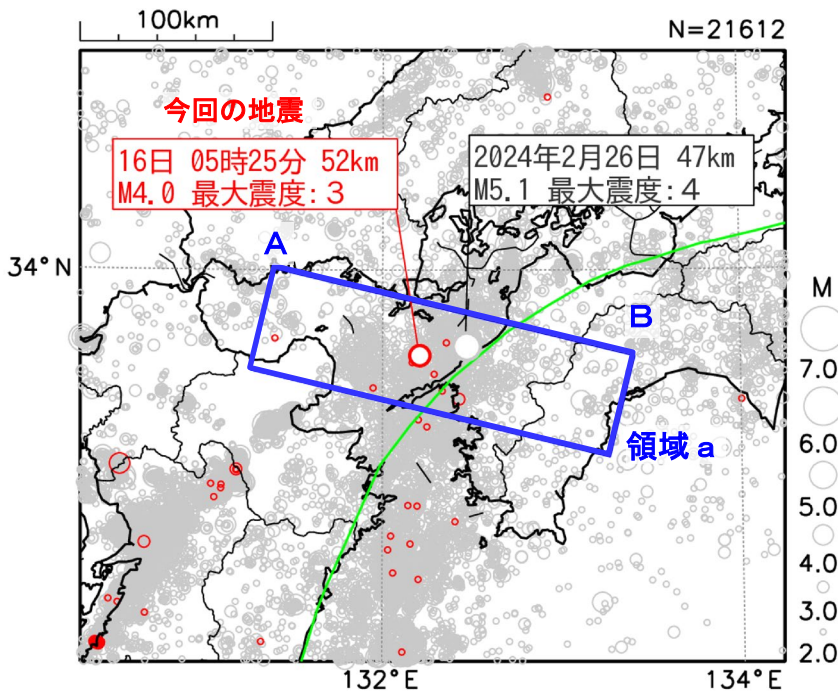 100km
N=21612
今回の地震
16日 05時25分 52km
M4.0 最大震度:3
2024年2月26日 47km
M5.1 最大震度:4
A
34°N
M
B
7.0
6.0
領域a
5.0
4.0
3.0
2.0
132°E
134°E